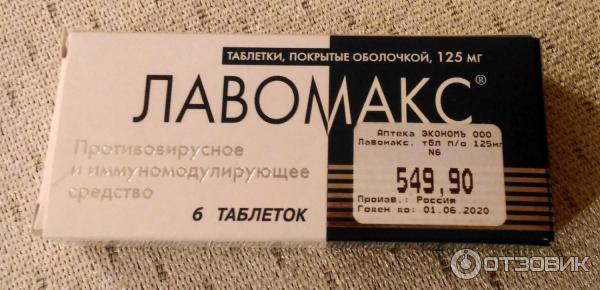 ТАБЛЕТКИ, ПОКРЫТЫЕ ОБОЛОЧКОЙ, 125 МГ
ЛАВОМАКС®
Противовирусное
и иммуномодулирующее
средство
6 ТАБЛЕТОК
Аптека ЭКОНОМЪ ООО
Лавомакс, тбл п/о 125мг
N6
549,90
Произв.: Россия
Годен до: 01.06.2020
ОТЗОВИК